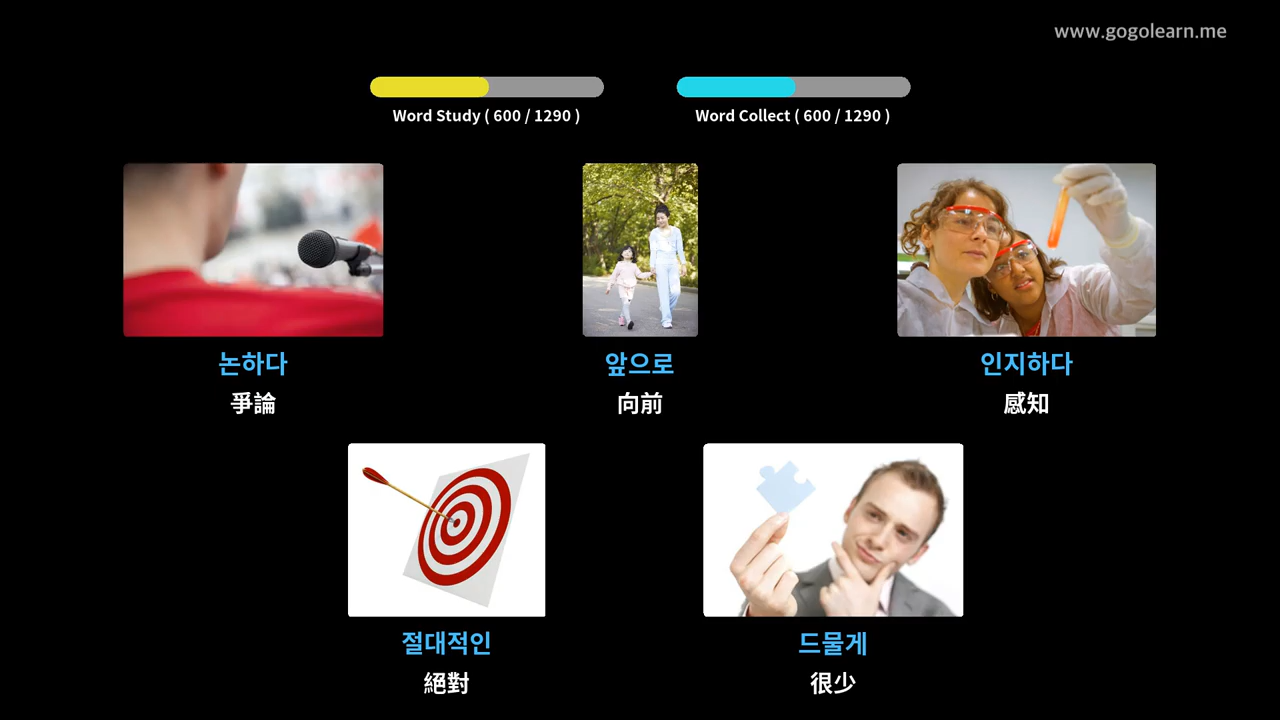 www.gogolearn.me
Word Study ( 600 / 1290 )
Word Collect ( 600 / 1290 )
논하다
爭論
앞으로
向前
인지하다
感知
절대적인
絕對
드물게
很少